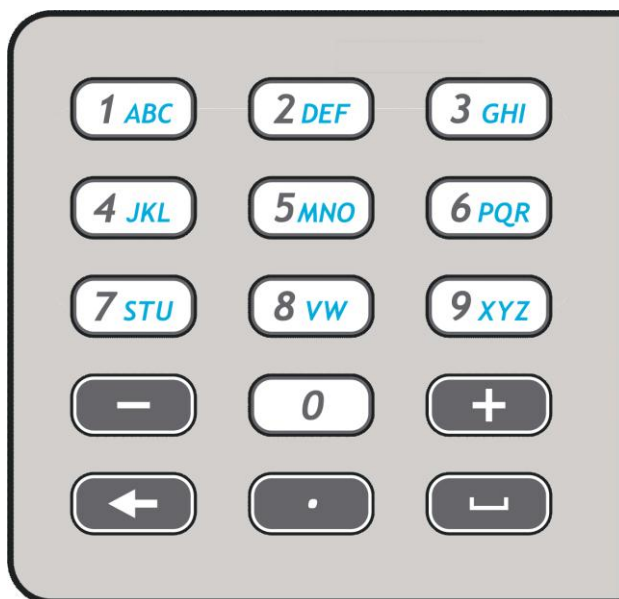 1 ABC 2 DEF 3 GHI
4 JKL 5 MNO 6 PQR
7 STU 8 VW 9 XYZ
- 0 +
← . ⎵